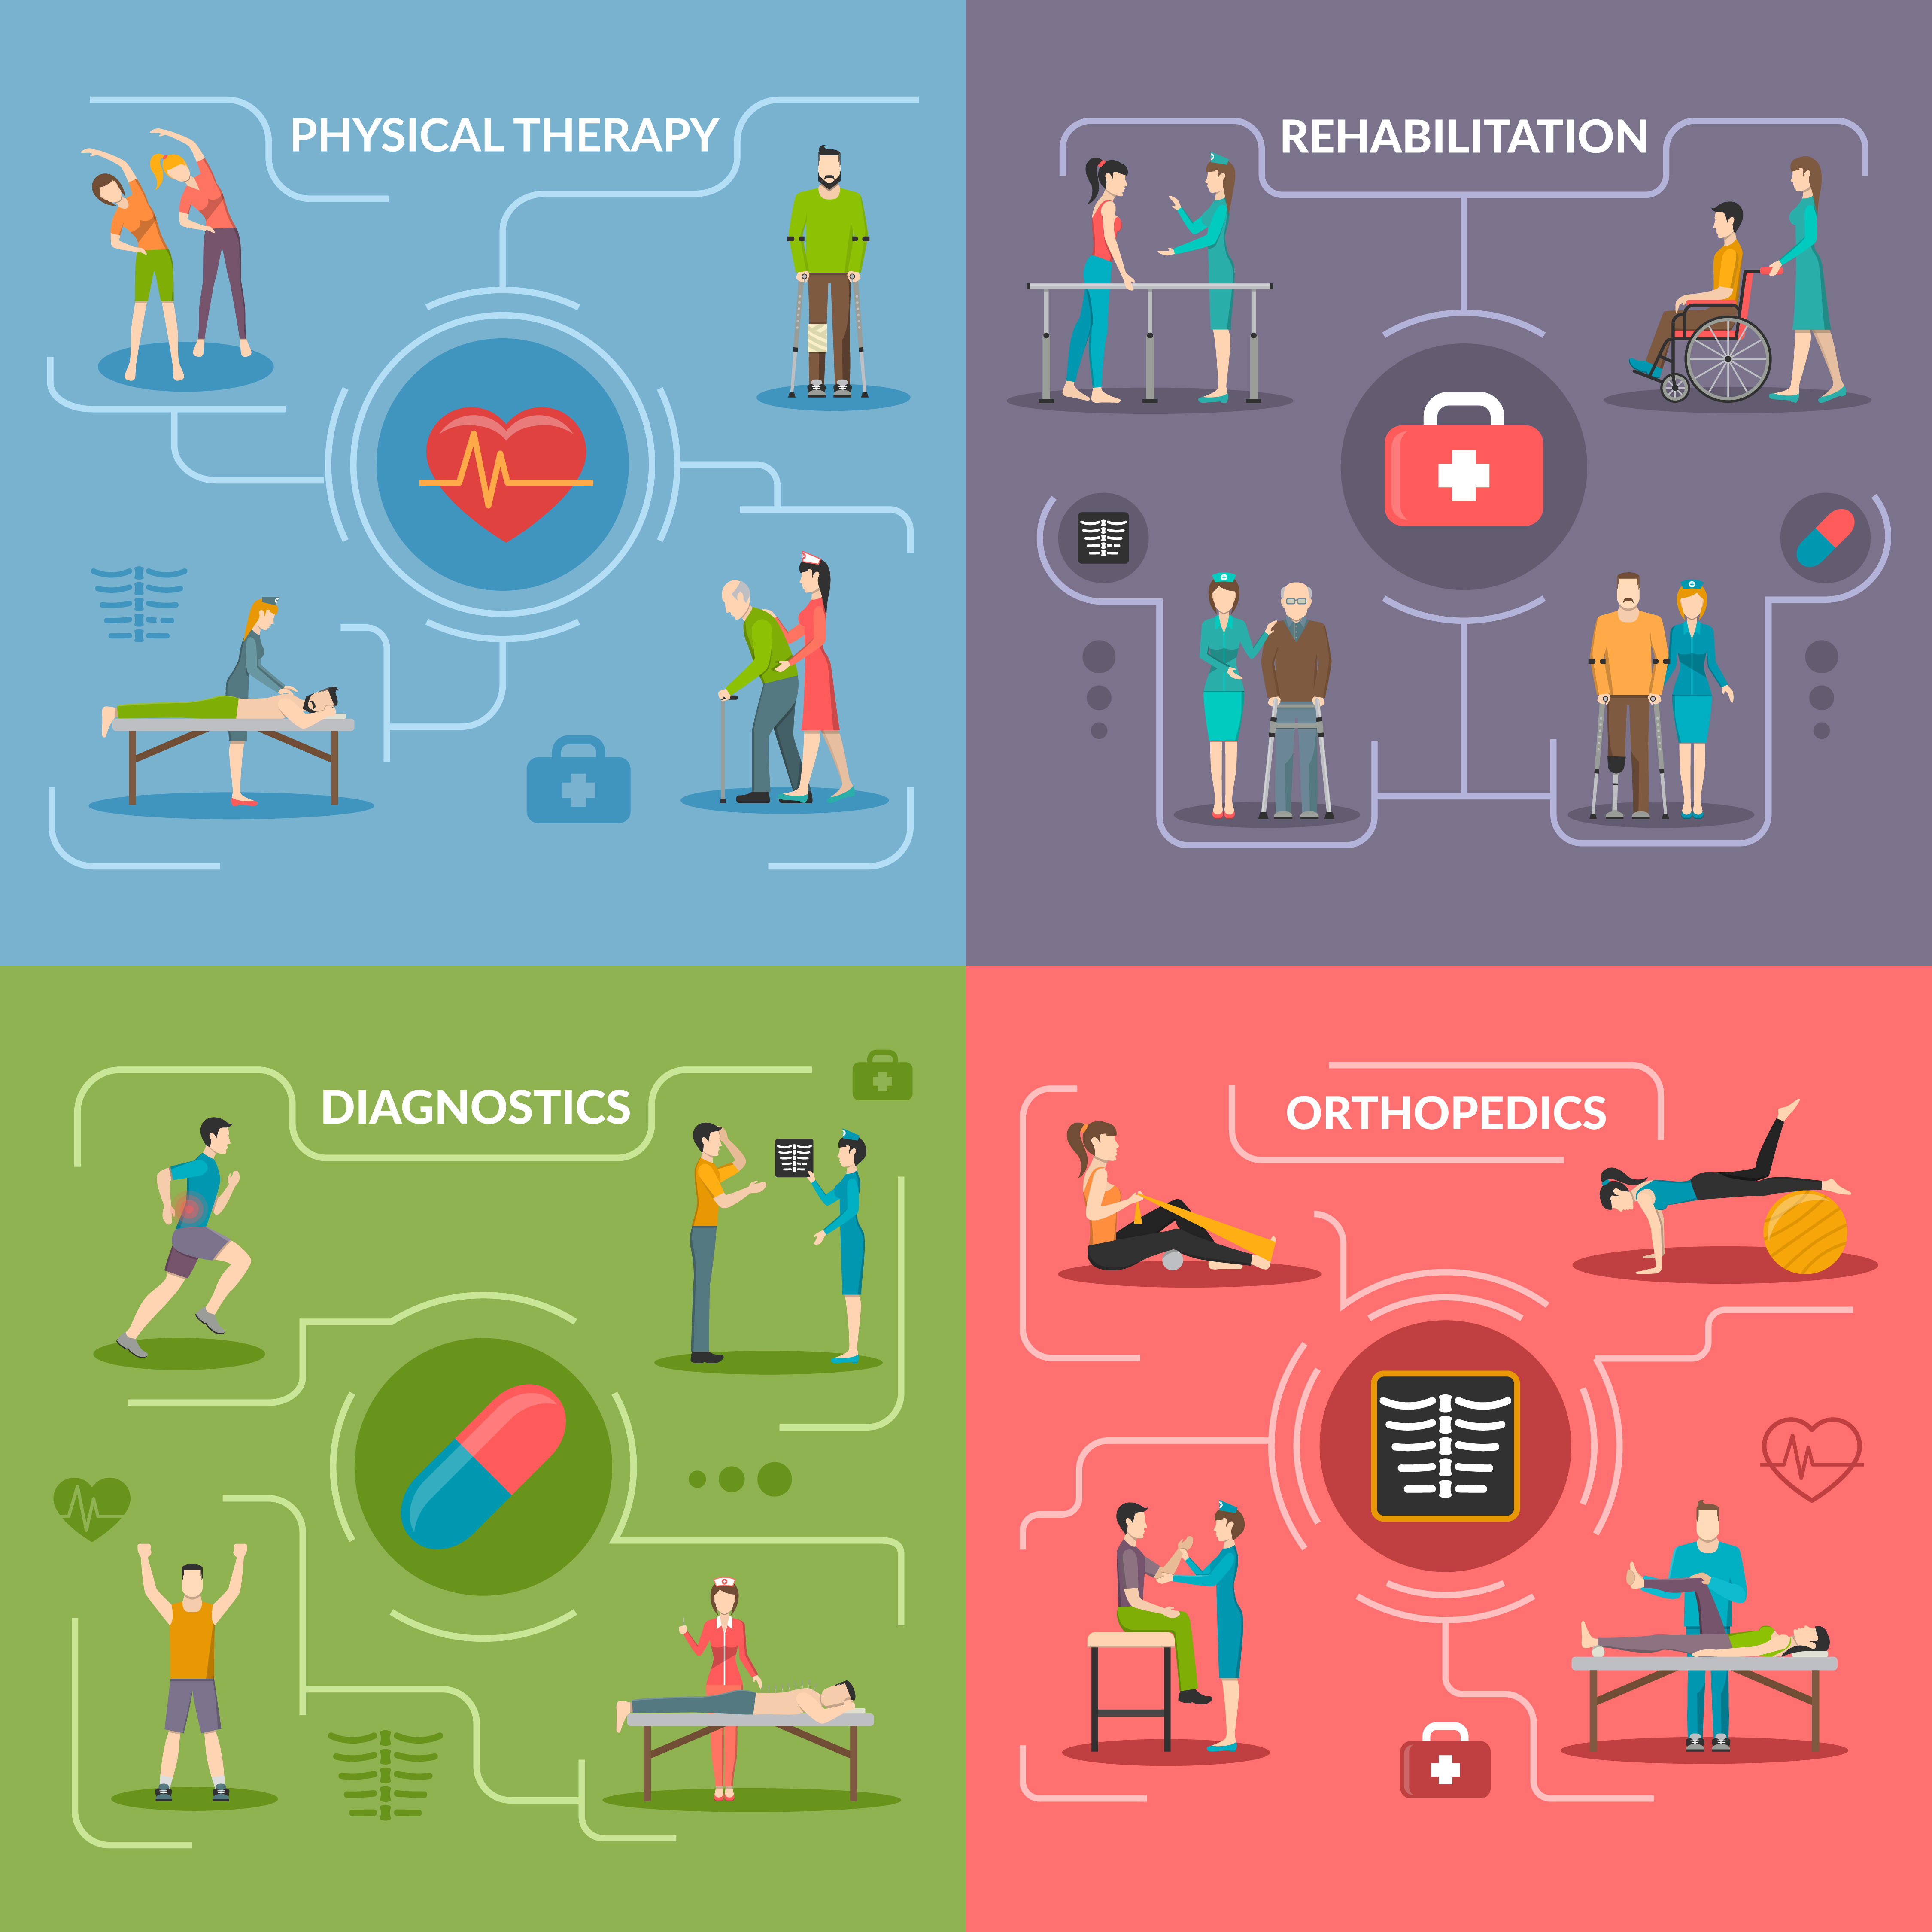 PHYSICAL THERAPY
REHABILITATION
DIAGNOSTICS
ORTHOPEDICS